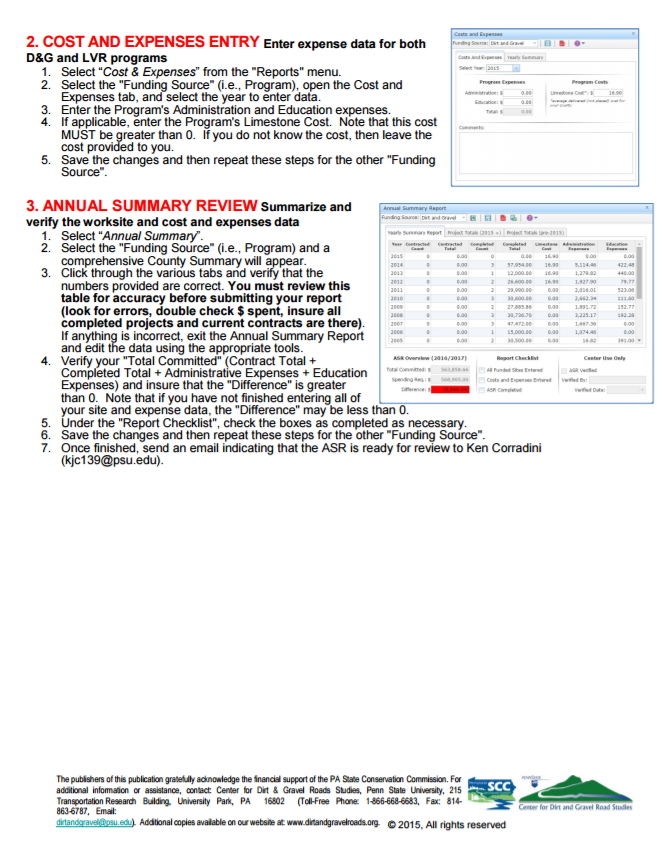 2. COST AND EXPENSES ENTRY Enter expense data for both
D&G and LVR programs
1. Select "Cost & Expenses" from the "Reports" menu.
2. Select the "Funding Source" (i.e., Program), open the Cost and
Expenses tab, and select the year to enter data.
3. Enter the Program's Administration and Education expenses.
4. If applicable, enter the Program's Limestone Cost. Note that this cost
MUST be greater than 0. If you do not know the cost, then leave the
cost provided to you.
5. Save the changes and then repeat these steps for the other "Funding
Source".
Costs and Expenses
Funding Source: Dirt and Gravel
Costs And Expenses Yearly Summary
Select Year: 2015
Program Expenses Program Costs
Administration: $ 0.00 Limestone Cost*: $ 16.90
Education: $ 0.00
Total: $ 0.00
*average delivered (not placed) cost for
your county
Comments:
3. ANNUAL SUMMARY REVIEW Summarize and
verify the worksite and cost and expenses data
1. Select "Annual Summary".
2. Select the "Funding Source" (i.e., Program) and a
comprehensive County Summary will appear.
3. Click through the various tabs and verify that the
numbers provided are correct. You must review this
table for accuracy before submitting your report
(look for errors, double check $ spent, insure all
completed projects and current contracts are there).
If anything is incorrect, exit the Annual Summary Report
and edit the data using the appropriate tools.
4. Verify your "Total Committed" (Contract Total +
Completed Total + Administrative Expenses + Education
Expenses) and insure that the "Difference" is greater
than 0. Note that if you have not finished entering all of
your site and expense data, the "Difference" may be less than 0.
5. Under the "Report Checklist", check the boxes as completed as necessary.
6. Save the changes and then repeat these steps for the other "Funding Source".
7. Once finished, send an email indicating that the ASR is ready for review to Ken Corradini
(kjc139@psu.edu).
Annual Summary Report
Funding Source: Dirt and Gravel
Yearly Summary Report Project Totals (2015 +) Project Totals (pre-2015)
Year Contracted Count Contracted Total Completed Count Completed Total Limestone Cost Administration Expenses Education Expenses
2015 0 0.00 0 0.00 16.90 0.00 0.00
2014 0 0.00 3 57,954.00 16.90 5,114.46 422.48
2013 0 0.00 1 12,000.00 16.90 1,279.82 440.00
2012 0 0.00 2 26,600.00 16.90 1,927.90 79.77
2011 0 0.00 2 29,990.00 0.00 2,016.01 523.06
2010 0 0.00 3 30,600.00 0.00 2,662.34 111.60
2009 0 0.00 2 27,885.86 0.00 1,891.72 152.77
2008 0 0.00 3 30,736.70 0.00 3,225.17 192.28
2007 0 0.00 3 47,472.00 0.00 1,667.36 0.00
2006 0 0.00 1 15,000.00 0.00 1,074.46 0.00
2005 0 0.00 2 30,500.00 0.00 16.82 391.00
ASR Overview (2016/2017) Report Checklist Center Use Only
Total Committed: $ All Funded Sites Entered ASR Verified
Spending Req.: $ Costs and Expenses Entered Verified By:
Difference: $ ASR Completed Verified Date:
The publishers of this publication gratefully acknowledge the financial support of the PA State Conservation Commission. For
additional information or assistance, contact: Center for Dirt & Gravel Roads Studies, Penn State University, 215
Transportation Research Building, University Park, PA 16802 (Toll-Free Phone: 1-866-668-6683, Fax: 814-
863-6787, Email:
dirtandgravel@psu.edu). Additional copies available on our website at: www.dirtandgravelroads.org. © 2015, All rights reserved
SCC
Center for Dirt and Gravel Road Studies